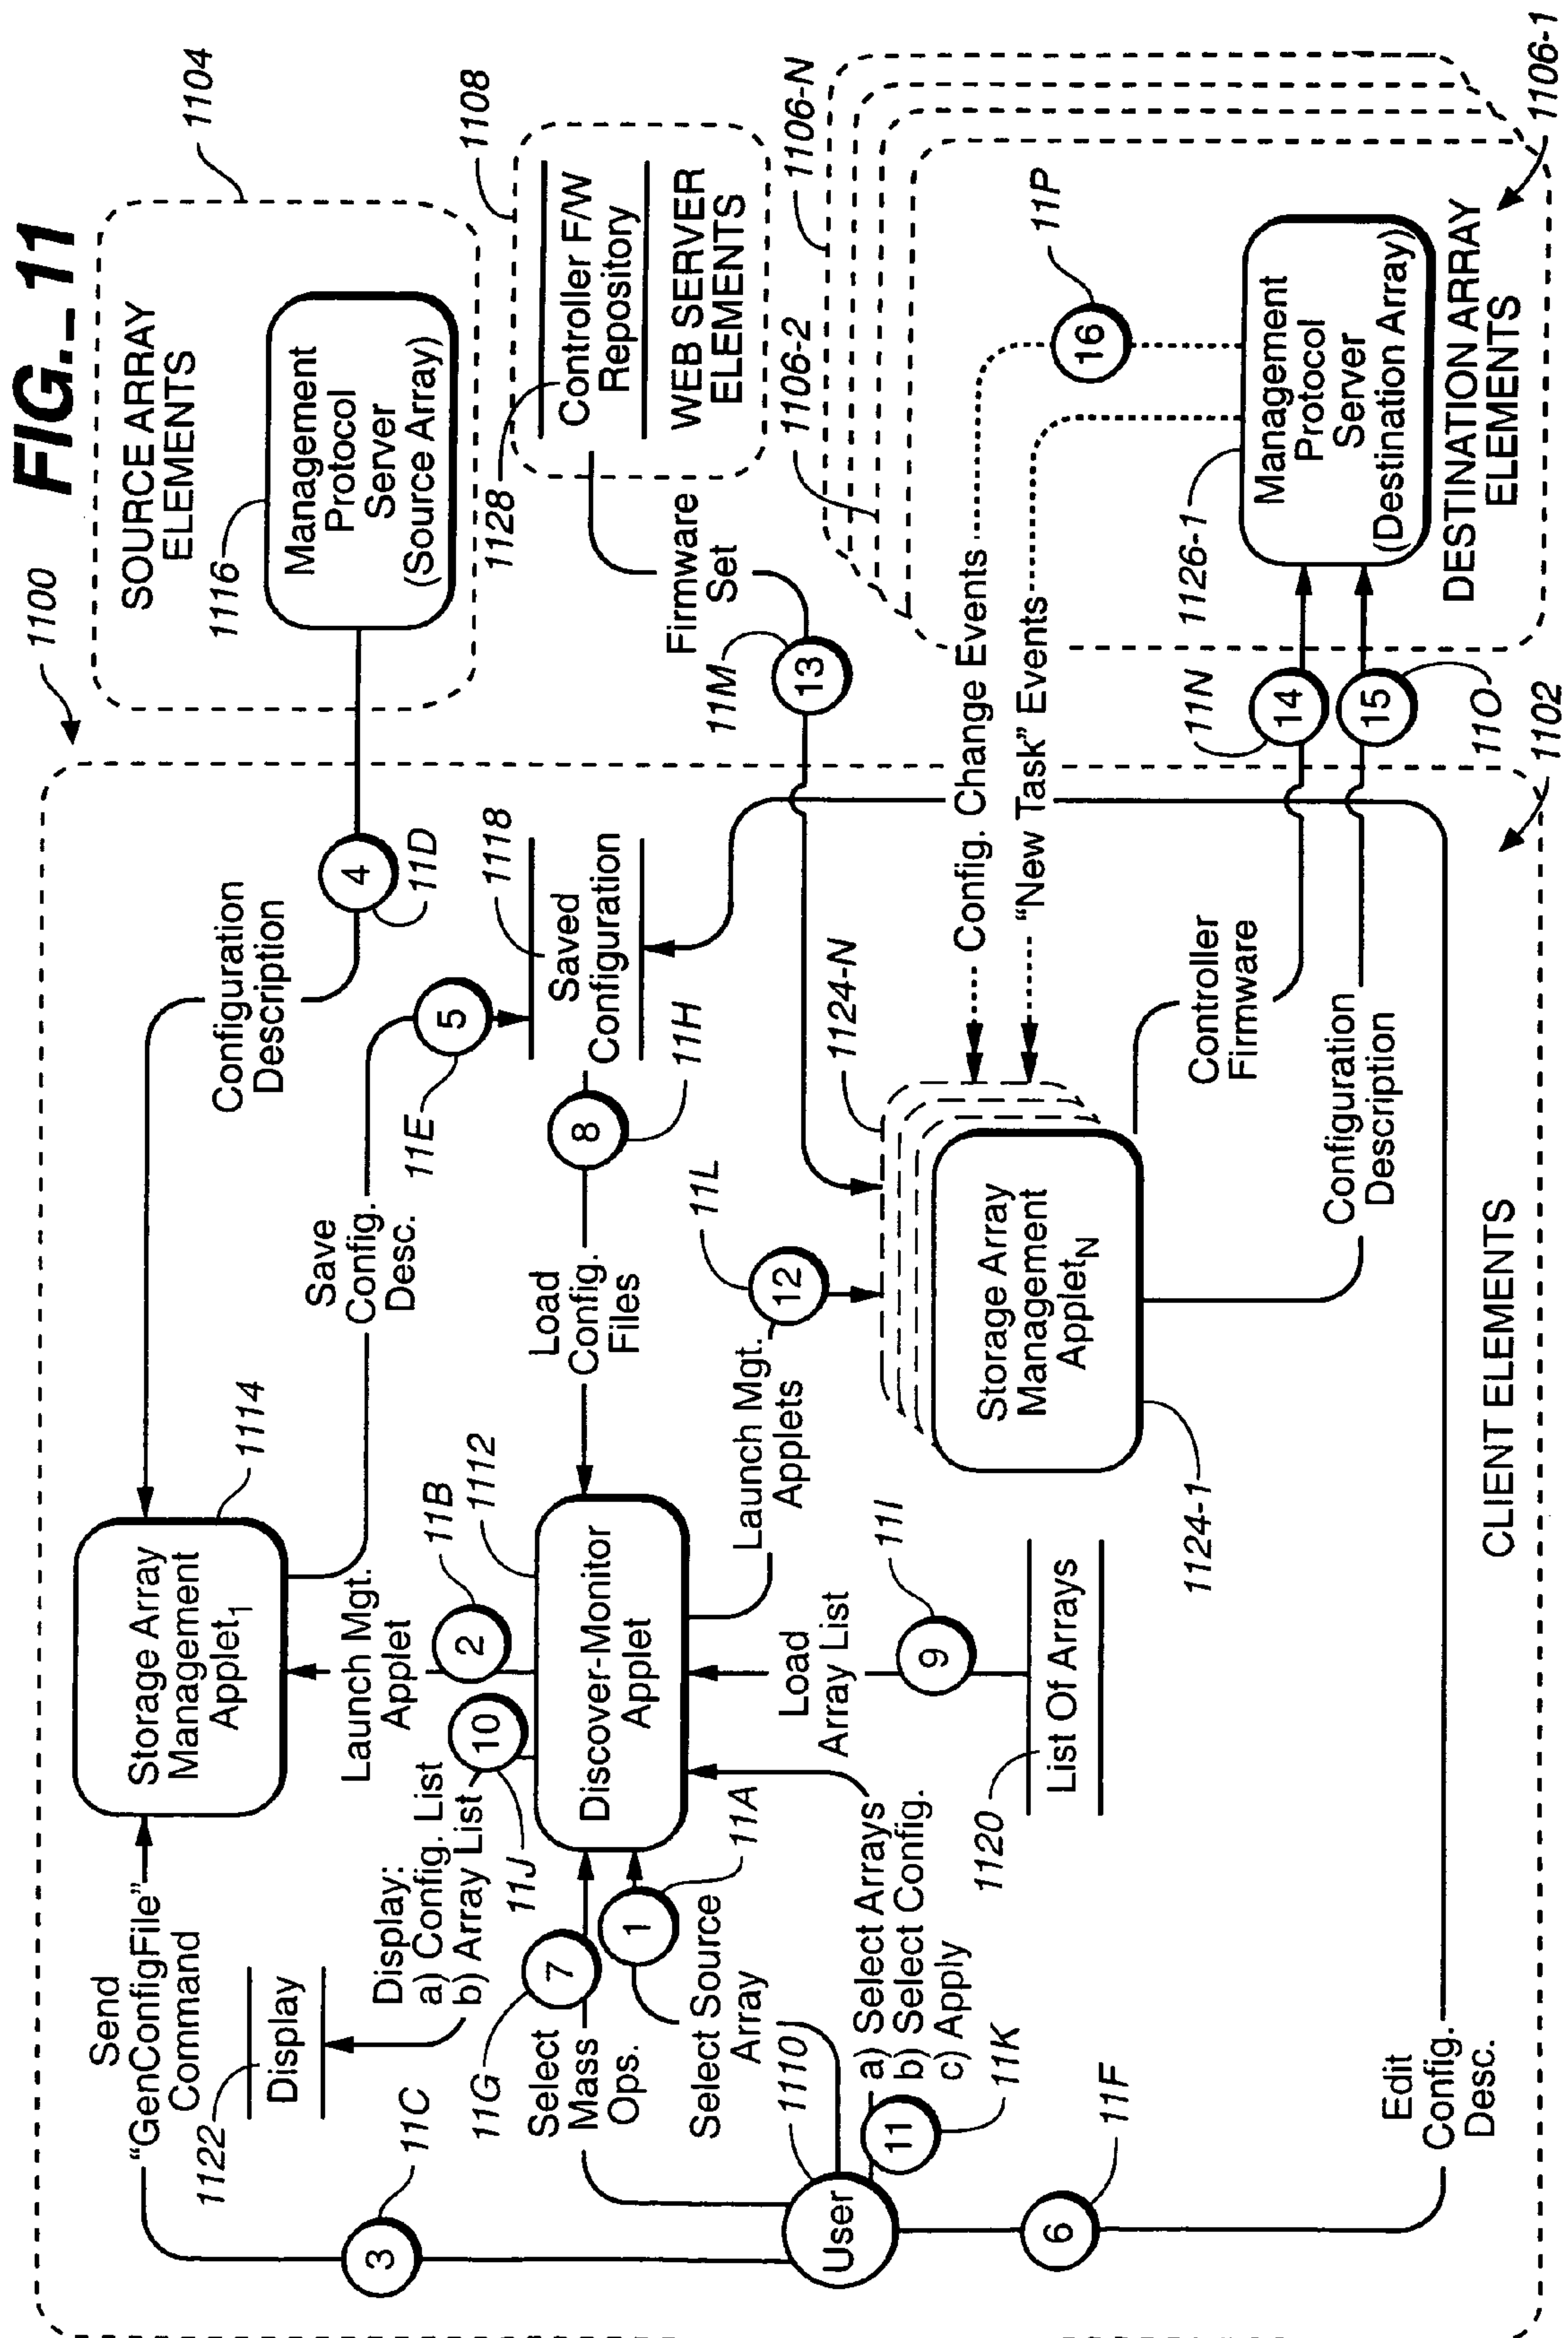 FIG._11
1100
SOURCE ARRAY
ELEMENTS
1104
1116
Management
Protocol
Server
(Source Array)
1108
1128
Controller F/W
Repository
WEB SERVER
ELEMENTS
Firmware
Set
11M
13
1106-N
1106-2
11P
16
Config. Change Events
"New Task" Events
1126-1
Management
Protocol
Server
(Destination Array)
DESTINATION ARRAY
ELEMENTS
1106-1
11N
14
15
11O
1102
Configuration
Description
4
11D
Send
"GenConfigFile"
Command
Storage Array
Management
Applet1
1114
Save
Config.
Desc.
5
11E
1118
Saved
Configuration
3
11C
1122
Display
Display:
a) Config. List
b) Array List
10
11J
Launch Mgt.
Applet
2
11B
1112
Discover-Monitor
Applet
Load
Config.
Files
8
11H
11G
7
Select
Mass
Ops.
1
11A
Select Source
Array
1110
User
11
11K
a) Select Arrays
b) Select Config.
c) Apply
Load
Array List
9
11I
1120
List Of Arrays
Launch Mgt.
Applets
12
11L
1124-N
Storage Array
Management
AppletN
1124-1
Controller
Firmware
Configuration
Description
6
11F
Edit
Config.
Desc.
CLIENT ELEMENTS